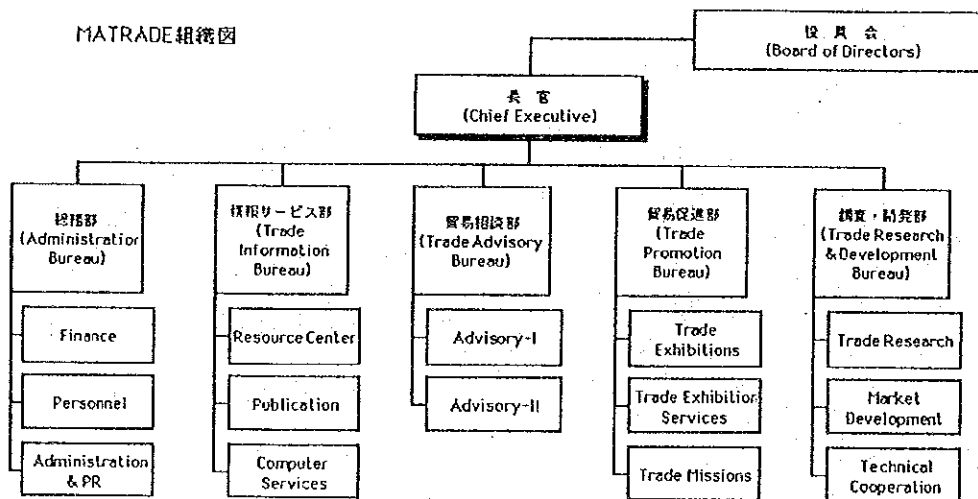 MATRADE組織図
役員会
(Board of Directors)
長官
(Chief Executive)
総務部
(Administration
Bureau)
情報サービス部
(Trade
Information
Bureau)
貿易相談部
(Trade Advisory
Bureau)
貿易促進部
(Trade
Promotion
Bureau)
調査・開発部
(Trade Research
& Development
Bureau)
Finance
Personnel
Administration
& PR
Resource Center
Publication
Computer
Services
Advisory-I
Advisory-II
Trade
Exhibitions
Trade Exhibition
Services
Trade Missions
Trade Research
Market
Development
Technical
Cooperation